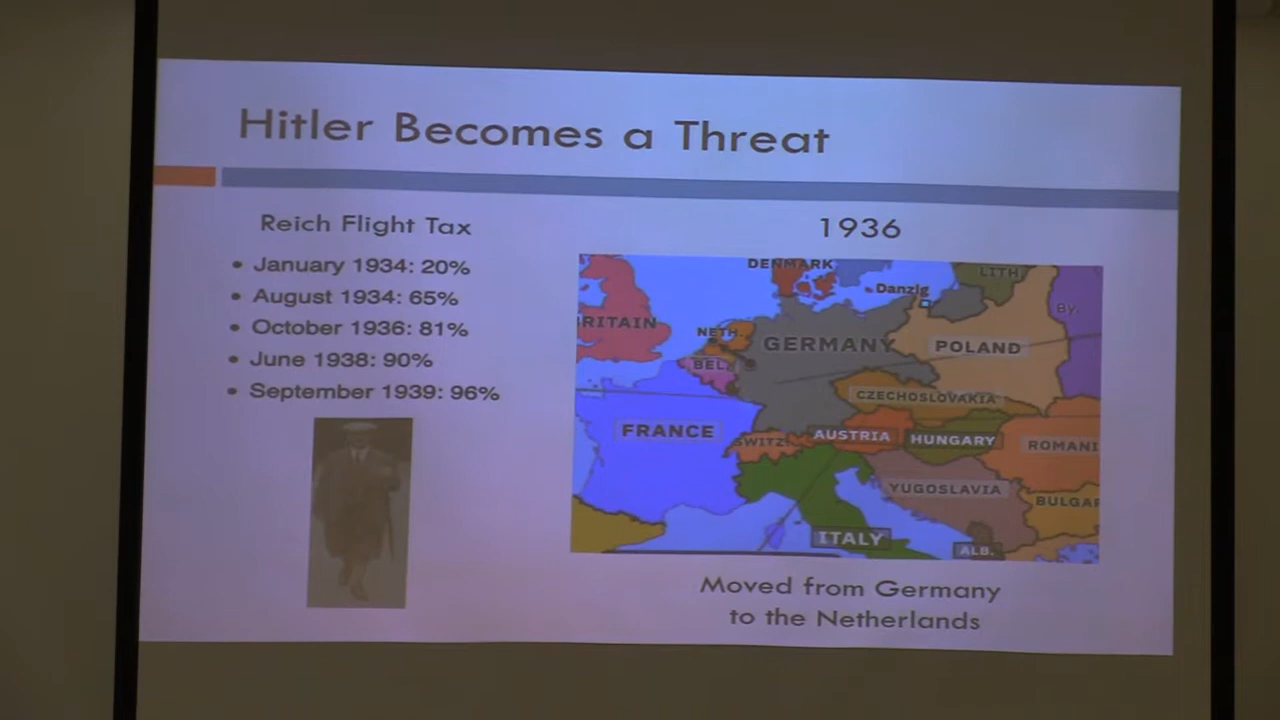 Hitler Becomes a Threat
Reich Flight Tax
• January 1934: 20%
• August 1934: 65%
• October 1936: 81%
• June 1938: 90%
• September 1939: 96%
1936
DENMARK
LITH.
Danzig
By.
RITAIN
NETH.
GERMANY
POLAND
BEL.
CZECHOSLOVAKIA
FRANCE
SWITZ.
AUSTRIA
HUNGARY
ROMANI
YUGOSLAVIA
BULGAR
ITALY
ALB.
Moved from Germany
to the Netherlands